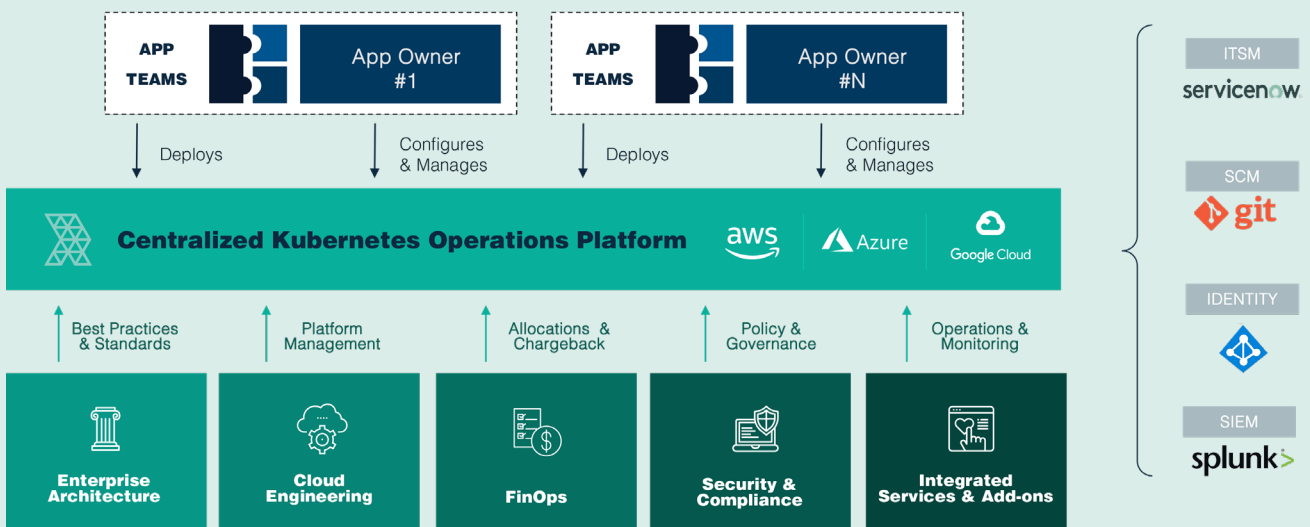 APP
TEAMS
App Owner
#1
APP
TEAMS
App Owner
#N
Deploys
Configures
& Manages
Deploys
Configures
& Manages
Centralized Kubernetes Operations Platform
aws
Azure
Google Cloud
Best Practices
& Standards
Platform
Management
Allocations &
Chargeback
Policy &
Governance
Operations &
Monitoring
Enterprise
Architecture
Cloud
Engineering
FinOps
Security &
Compliance
Integrated
Services & Add-ons
ITSM
servicenow
SCM
git
IDENTITY
SIEM
splunk>